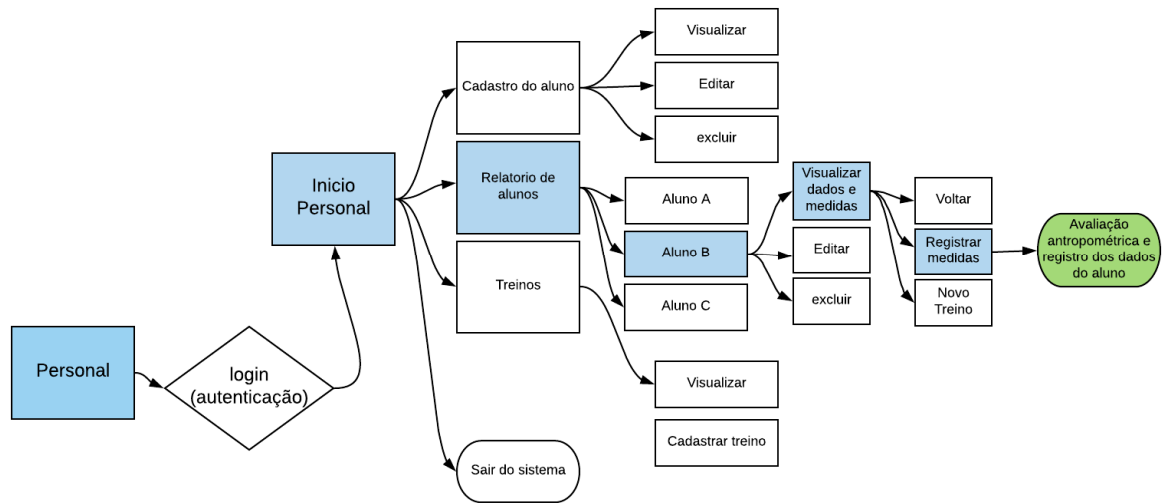 Personal
login
(autenticação)
Inicio
Personal
Cadastro do aluno
Visualizar
Editar
excluir
Relatorio de
alunos
Aluno A
Aluno B
Aluno C
Visualizar
dados e
medidas
Editar
excluir
Voltar
Registrar
medidas
Novo
Treino
Avaliação
antropométrica e
registro dos dados
do aluno
Treinos
Visualizar
Cadastrar treino
Sair do sistema